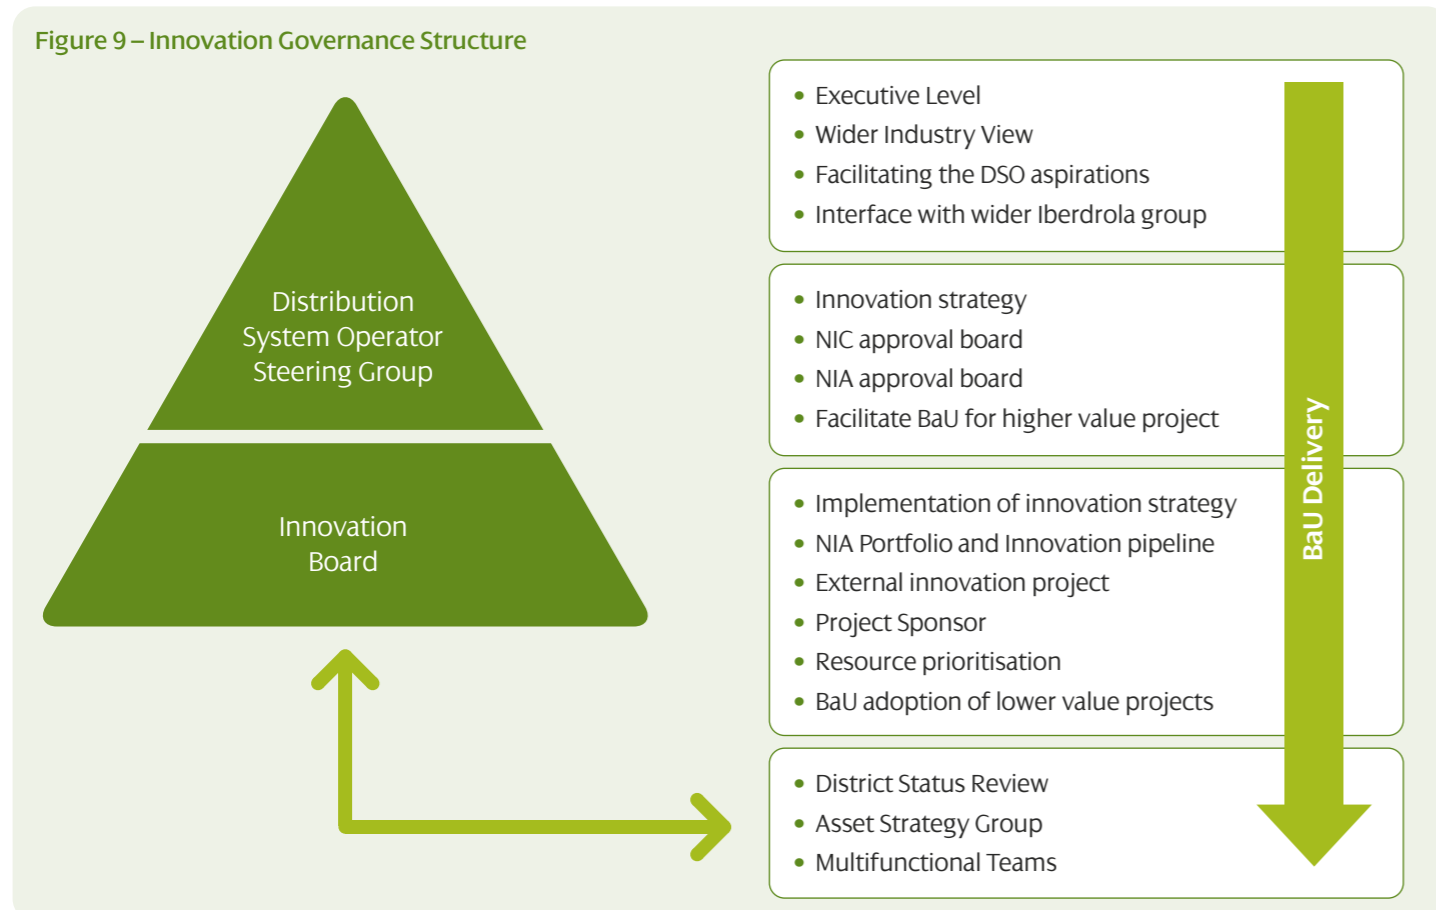 Figure 9 – Innovation Governance Structure
Distribution
System Operator
Steering Group
Innovation
Board
• Executive Level
• Wider Industry View
• Facilitating the DSO aspirations
• Interface with wider Iberdrola group
• Innovation strategy
• NIC approval board
• NIA approval board
• Facilitate BaU for higher value project
• Implementation of innovation strategy
• NIA Portfolio and Innovation pipeline
• External innovation project
• Project Sponsor
• Resource prioritisation
• BaU adoption of lower value projects
• District Status Review
• Asset Strategy Group
• Multifunctional Teams
BaU Delivery